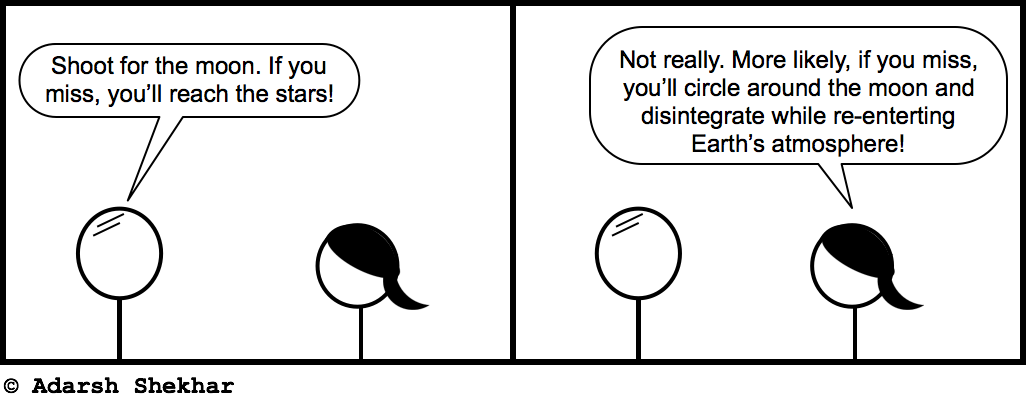 Shoot for the moon. If you
miss, you’ll reach the stars!
Not really. More likely, if you miss,
you’ll circle around the moon and
disintegrate while re-enterting
Earth’s atmosphere!
© Adarsh Shekhar